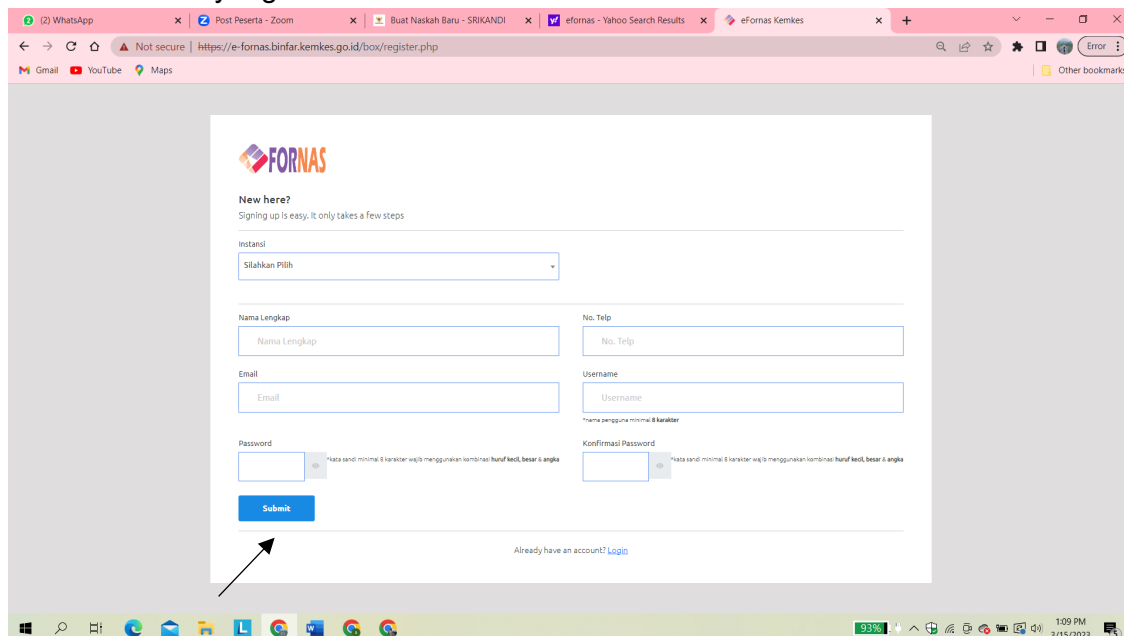 (2) WhatsApp
Post Peserta - Zoom
Buat Naskah Baru - SRIKANDI
efornas - Yahoo Search Results
eFornas Kemkes
Not secure | https://e-fornas.binfar.kemkes.go.id/box/register.php
Error
Gmail
YouTube
Maps
Other bookmarks
FORNAS
New here?
Signing up is easy. It only takes a few steps
Instansi
Silahkan Pilih
Nama Lengkap
No. Telp
Nama Lengkap
No. Telp
Email
Username
Email
Username
*nama pengguna minimal 8 karakter
Password
Konfirmasi Password
*kata sandi minimal 8 karakter wajib menggunakan kombinasi huruf kecil, besar & angka
*kata sandi minimal 8 karakter wajib menggunakan kombinasi huruf kecil, besar & angka
Submit
Already have an account? Login
93%
1:09 PM
3/15/2023